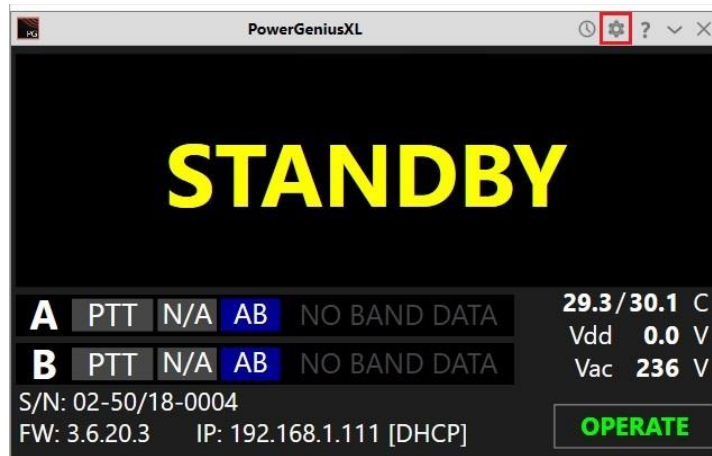 PG PowerGeniusXL ?
STANDBY
A PTT N/A AB NO BAND DATA
B PTT N/A AB NO BAND DATA
29.3/30.1 C
Vdd 0.0 V
Vac 236 V
S/N: 02-50/18-0004
FW: 3.6.20.3 IP: 192.168.1.111 [DHCP]
OPERATE